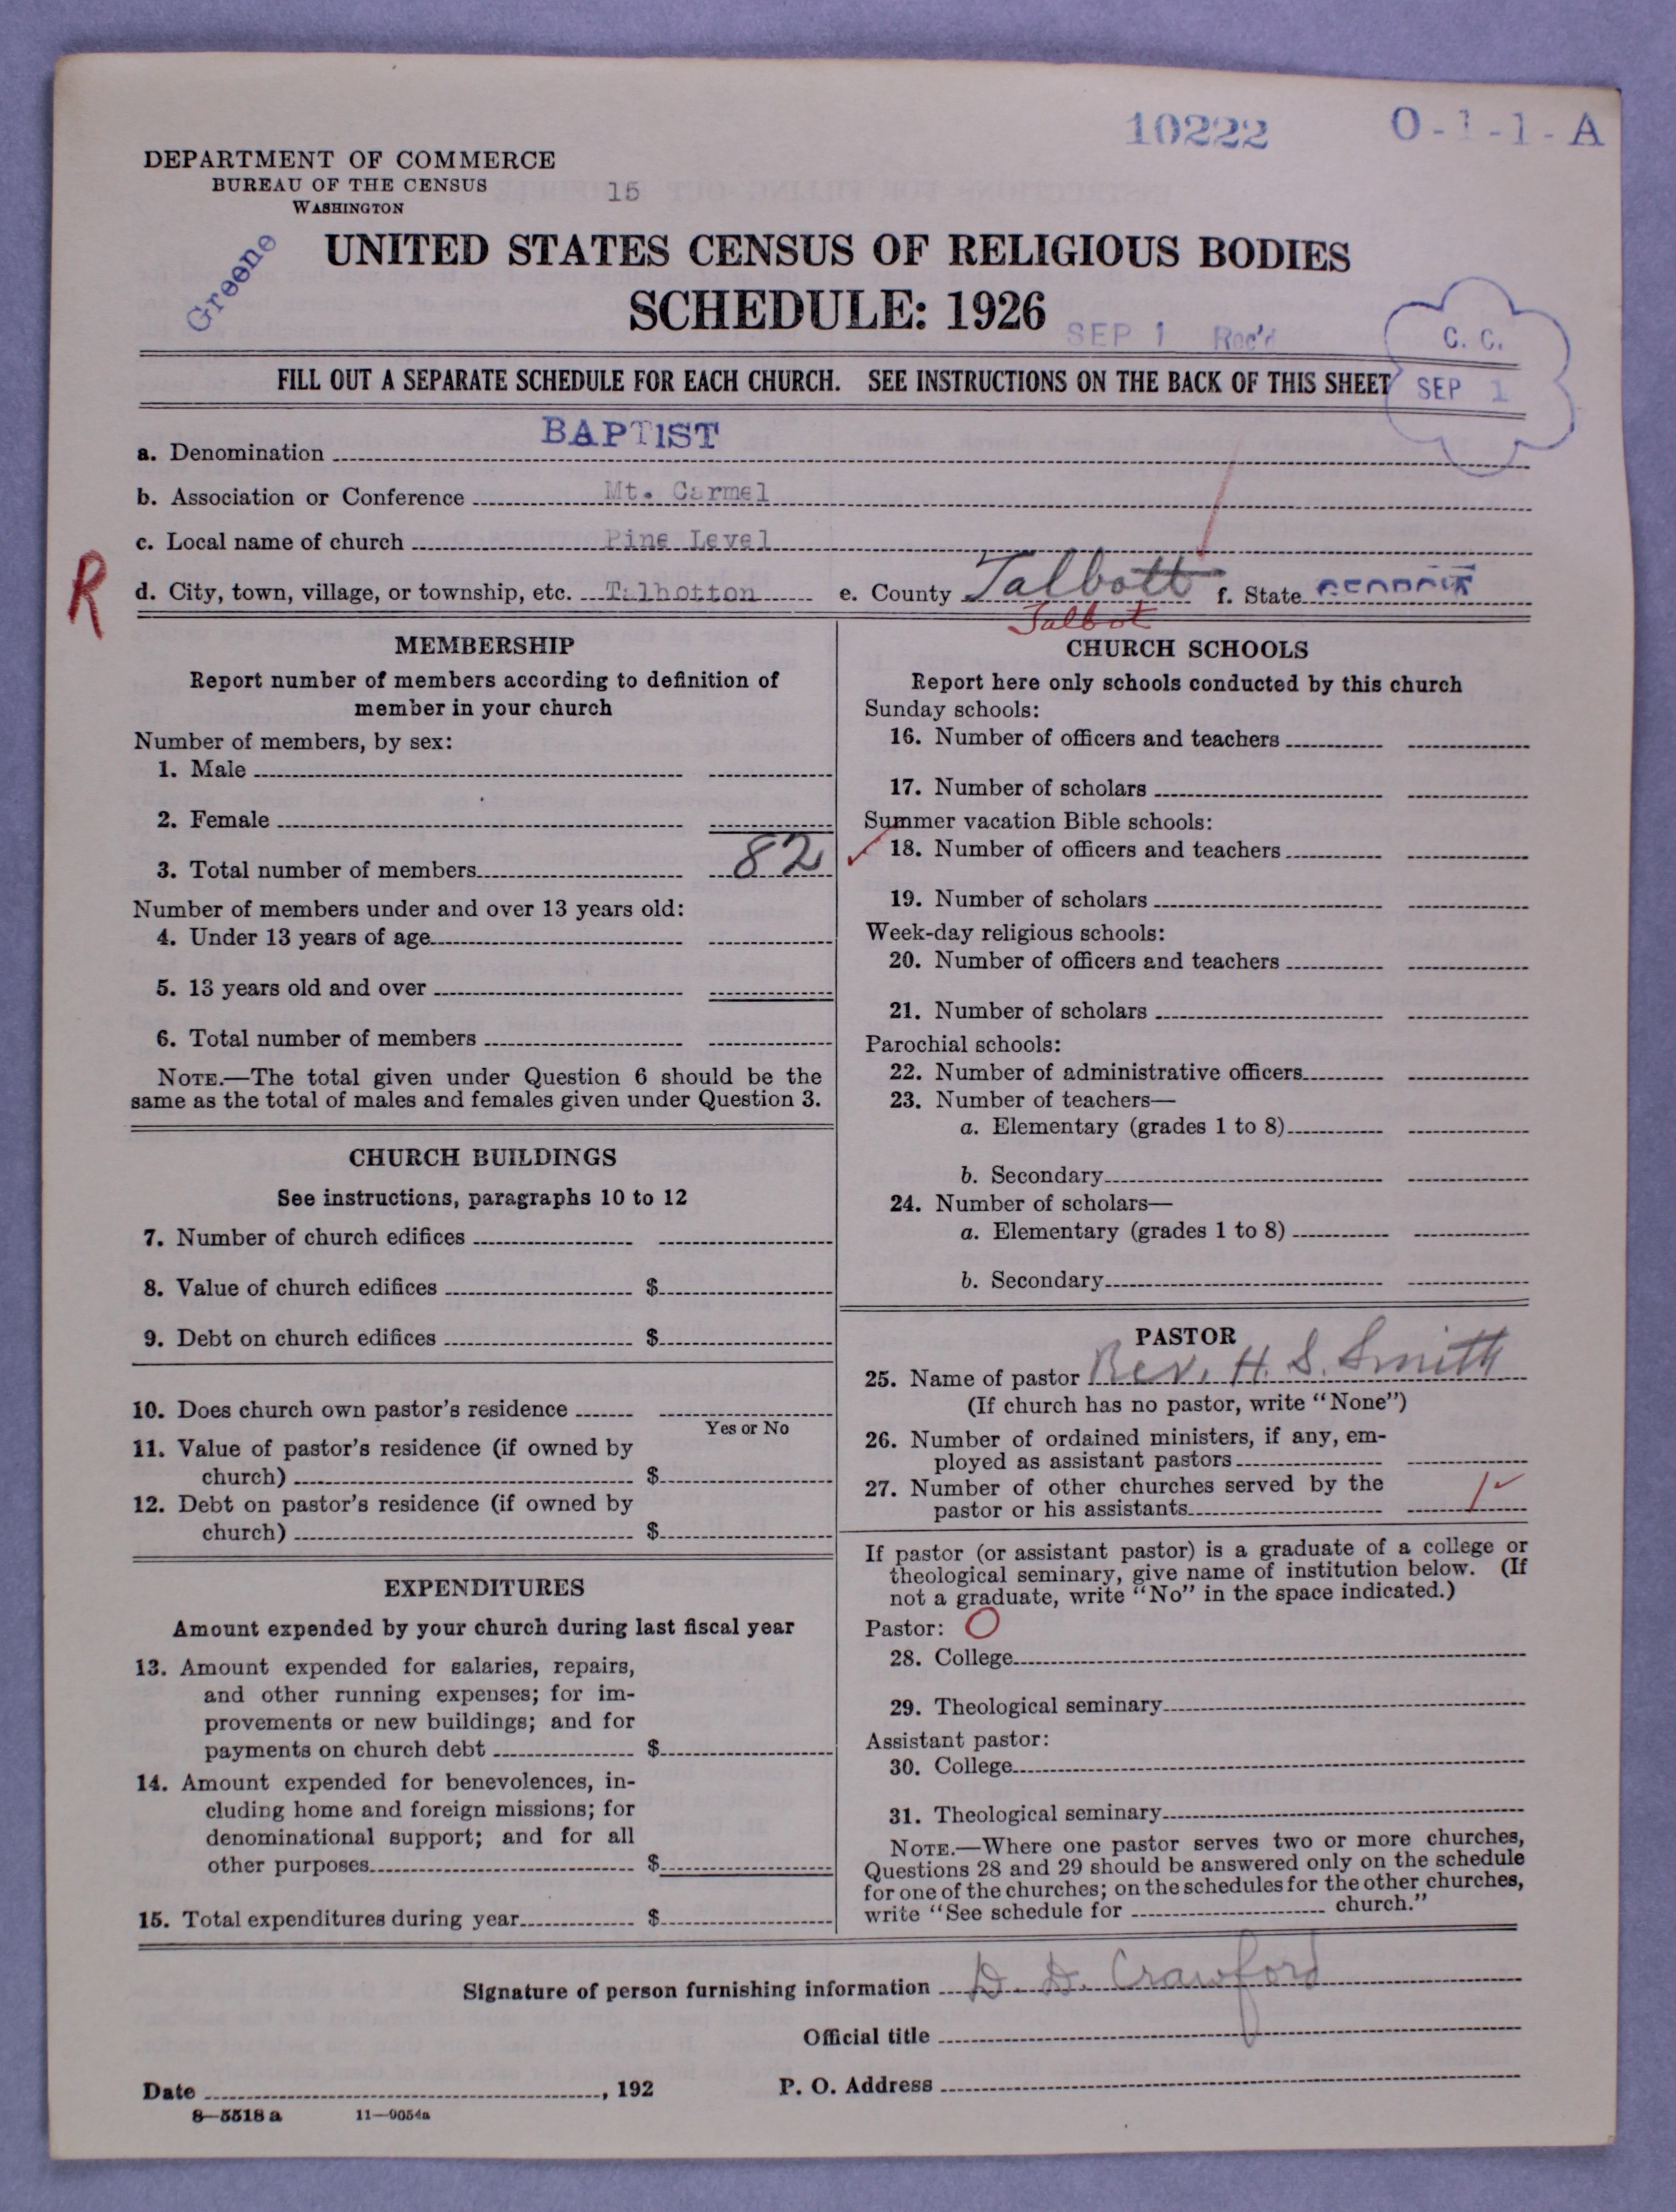 10222 O-1-1-A
DEPARTMENT OF COMMERCE
BUREAU OF THE CENSUS
WASHINGTON
15
Greene
UNITED STATES CENSUS OF RELIGIOUS BODIES
SCHEDULE: 1926
SEP 1 Rec'd
C. C.
SEP 1
FILL OUT A SEPARATE SCHEDULE FOR EACH CHURCH. SEE INSTRUCTIONS ON THE BACK OF THIS SHEET
a. Denomination BAPTIST
b. Association or Conference Mt. Carmel
c. Local name of church Pine Level
R
d. City, town, village, or township, etc. Talbotton e. County Talbott f. State GEORGIA
Talbot
MEMBERSHIP
Report number of members according to definition of
member in your church
Number of members, by sex:
1. Male
2. Female
3. Total number of members 82
Number of members under and over 13 years old:
4. Under 13 years of age
5. 13 years old and over
6. Total number of members
NOTE.—The total given under Question 6 should be the
same as the total of males and females given under Question 3.
CHURCH BUILDINGS
See instructions, paragraphs 10 to 12
7. Number of church edifices
8. Value of church edifices $
9. Debt on church edifices $
10. Does church own pastor's residence
Yes or No
11. Value of pastor's residence (if owned by
church) $
12. Debt on pastor's residence (if owned by
church) $
EXPENDITURES
Amount expended by your church during last fiscal year
13. Amount expended for salaries, repairs,
and other running expenses; for im-
provements or new buildings; and for
payments on church debt $
14. Amount expended for benevolences, in-
cluding home and foreign missions; for
denominational support; and for all
other purposes $
15. Total expenditures during year $
CHURCH SCHOOLS
Report here only schools conducted by this church
Sunday schools:
16. Number of officers and teachers
17. Number of scholars
Summer vacation Bible schools:
✓ 18. Number of officers and teachers
19. Number of scholars
Week-day religious schools:
20. Number of officers and teachers
21. Number of scholars
Parochial schools:
22. Number of administrative officers
23. Number of teachers—
a. Elementary (grades 1 to 8)
b. Secondary
24. Number of scholars—
a. Elementary (grades 1 to 8)
b. Secondary
PASTOR
25. Name of pastor Rev. H. S. Smith
(If church has no pastor, write "None")
26. Number of ordained ministers, if any, em-
ployed as assistant pastors
27. Number of other churches served by the
pastor or his assistants 1 ✓
If pastor (or assistant pastor) is a graduate of a college or
theological seminary, give name of institution below. (If
not a graduate, write "No" in the space indicated.)
Pastor: O
28. College
29. Theological seminary
Assistant pastor:
30. College
31. Theological seminary
NOTE.—Where one pastor serves two or more churches,
Questions 28 and 29 should be answered only on the schedule
for one of the churches; on the schedules for the other churches,
write "See schedule for church."
Signature of person furnishing information D. D. Crawford
Official title
Date , 192 P. O. Address
8—5518 a 11—9054a